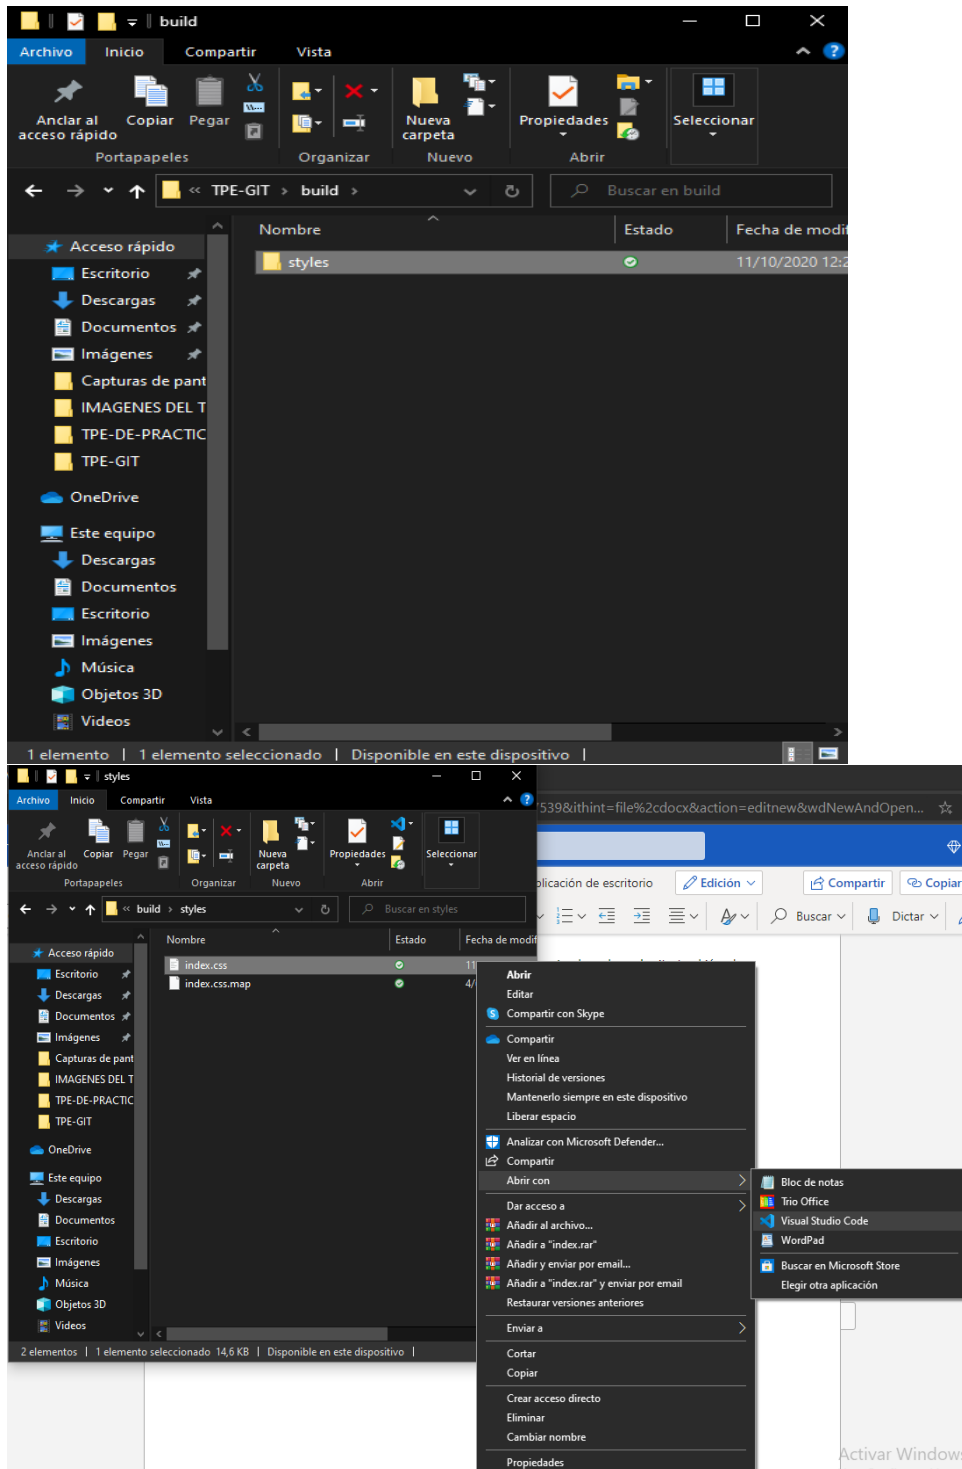 build
Archivo Inicio Compartir Vista
Anclar al acceso rápido Copiar Pegar Nueva carpeta Propiedades Seleccionar
Portapapeles Organizar Nuevo Abrir
TPE-GIT > build > Buscar en build
Nombre Estado Fecha de modif
Acceso rápido
styles 11/10/2020 12:2
Escritorio
Descargas
Documentos
Imágenes
Capturas de pant
IMAGENES DEL T
TPE-DE-PRACTIC
TPE-GIT
OneDrive
Este equipo
Descargas
Documentos
Escritorio
Imágenes
Música
Objetos 3D
Videos
1 elemento | 1 elemento seleccionado | Disponible en este dispositivo |
styles
Archivo Inicio Compartir Vista
7539&ithint=file%2cdocx&action=editnew&wdNewAndOpen...
Anclar al acceso rápido Copiar Pegar Nueva carpeta Propiedades Seleccionar
Portapapeles Organizar Nuevo Abrir
plicación de escritorio Edición Compartir Copiar
build > styles Buscar en styles
Buscar Dictar
Nombre Estado Fecha de modif
Acceso rápido
index.css 11
index.css.map 4/
Escritorio
Descargas
Documentos
Imágenes
Capturas de pant
IMAGENES DEL T
TPE-DE-PRACTIC
TPE-GIT
OneDrive
Este equipo
Descargas
Documentos
Escritorio
Imágenes
Música
Objetos 3D
Videos
2 elementos | 1 elemento seleccionado 14,6 KB | Disponible en este dispositivo |
Abrir
Editar
Compartir con Skype
Compartir
Ver en línea
Historial de versiones
Mantenerlo siempre en este dispositivo
Liberar espacio
Analizar con Microsoft Defender...
Compartir
Abrir con
Dar acceso a
Añadir al archivo...
Añadir a "index.rar"
Añadir y enviar por email...
Añadir a "index.rar" y enviar por email
Restaurar versiones anteriores
Enviar a
Cortar
Copiar
Crear acceso directo
Eliminar
Cambiar nombre
Propiedades
Bloc de notas
Trio Office
Visual Studio Code
WordPad
Buscar en Microsoft Store
Elegir otra aplicación
Activar Windows